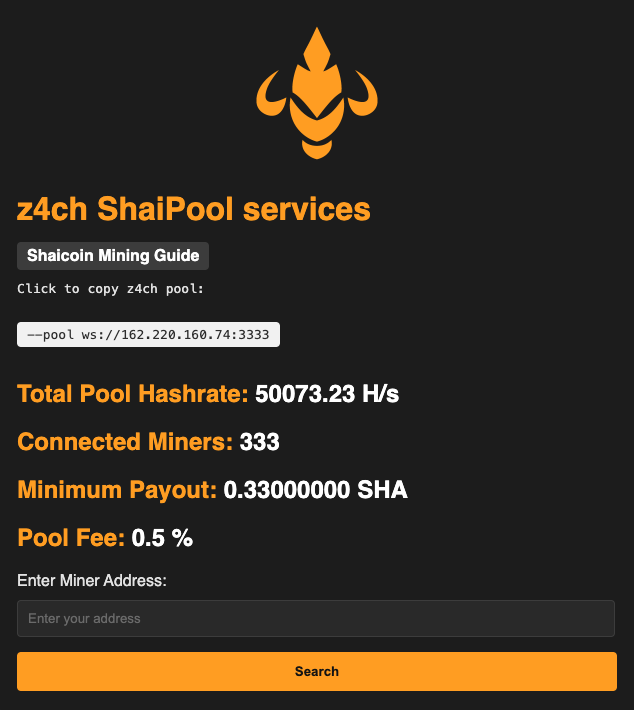 z4ch ShaiPool services
Shaicoin Mining Guide
Click to copy z4ch pool:
--pool ws://162.220.160.74:3333
Total Pool Hashrate: 50073.23 H/s
Connected Miners: 333
Minimum Payout: 0.33000000 SHA
Pool Fee: 0.5 %
Enter Miner Address:
Enter your address
Search